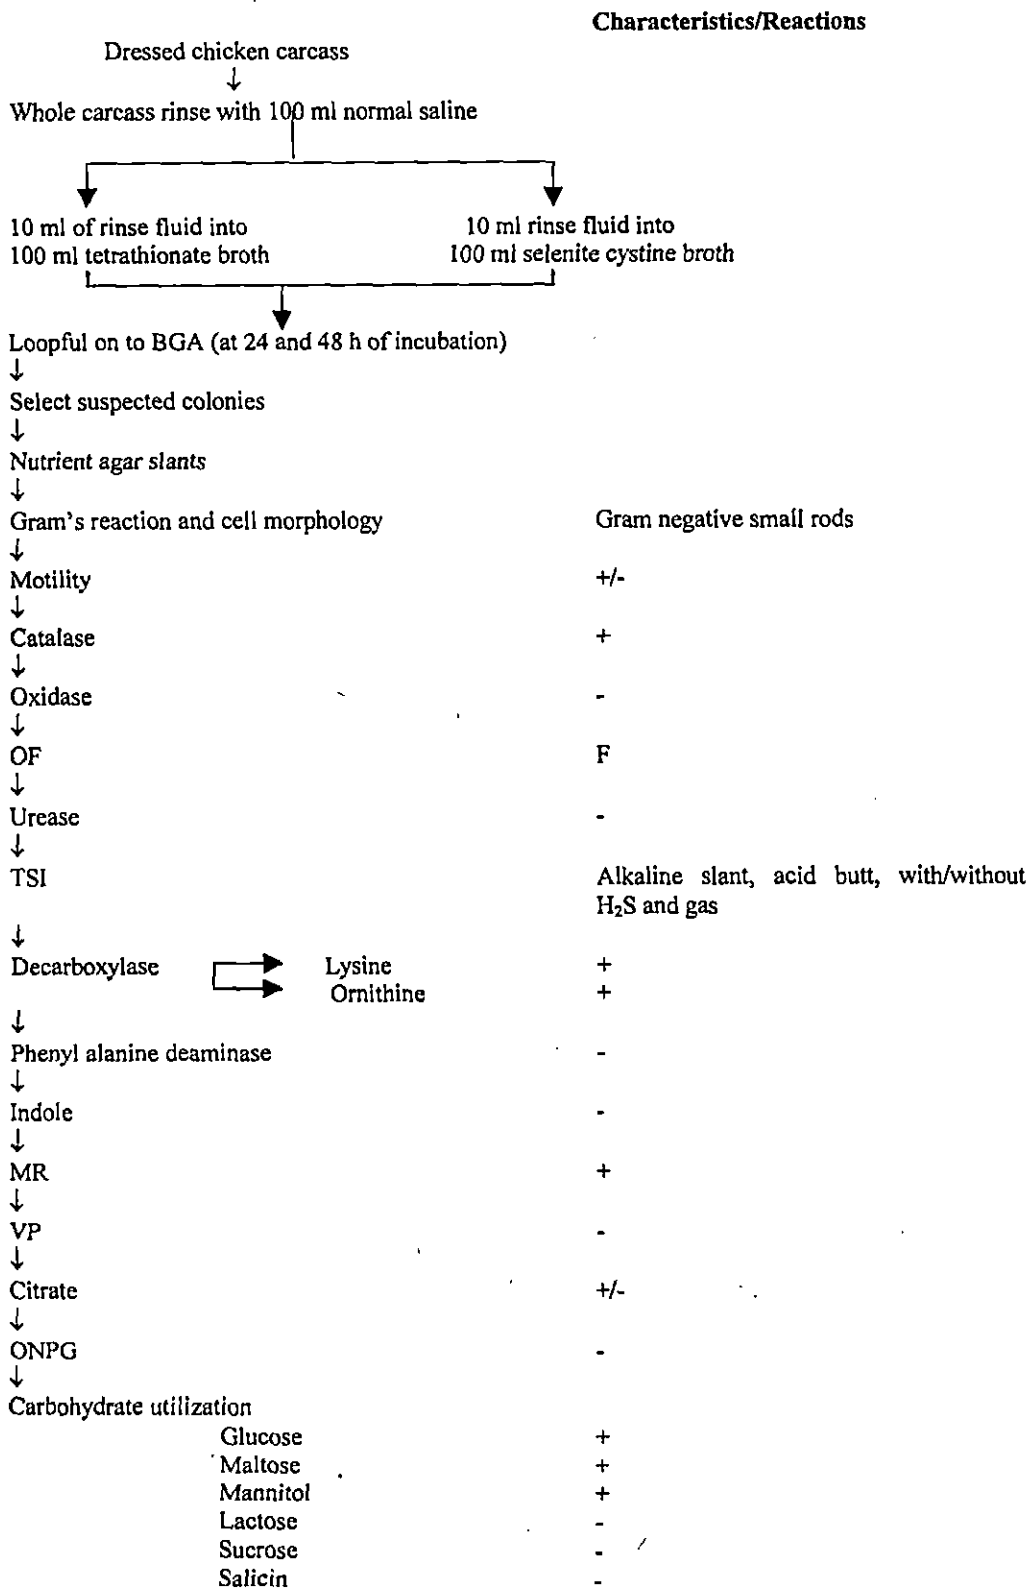 Characteristics/Reactions
Dressed chicken carcass
↓
Whole carcass rinse with 100 ml normal saline
10 ml of rinse fluid into
100 ml tetrathionate broth
10 ml rinse fluid into
100 ml selenite cystine broth
Loopful on to BGA (at 24 and 48 h of incubation)
↓
Select suspected colonies
↓
Nutrient agar slants
↓
Gram's reaction and cell morphology Gram negative small rods
↓
Motility +/-
↓
Catalase +
↓
Oxidase -
↓
OF F
↓
Urease -
↓
TSI Alkaline slant, acid butt, with/without
H₂S and gas
↓
Decarboxylase Lysine +
Ornithine +
↓
Phenyl alanine deaminase -
↓
Indole -
↓
MR +
↓
VP -
↓
Citrate +/-
↓
ONPG -
↓
Carbohydrate utilization
Glucose +
Maltose +
Mannitol +
Lactose -
Sucrose -
Salicin -